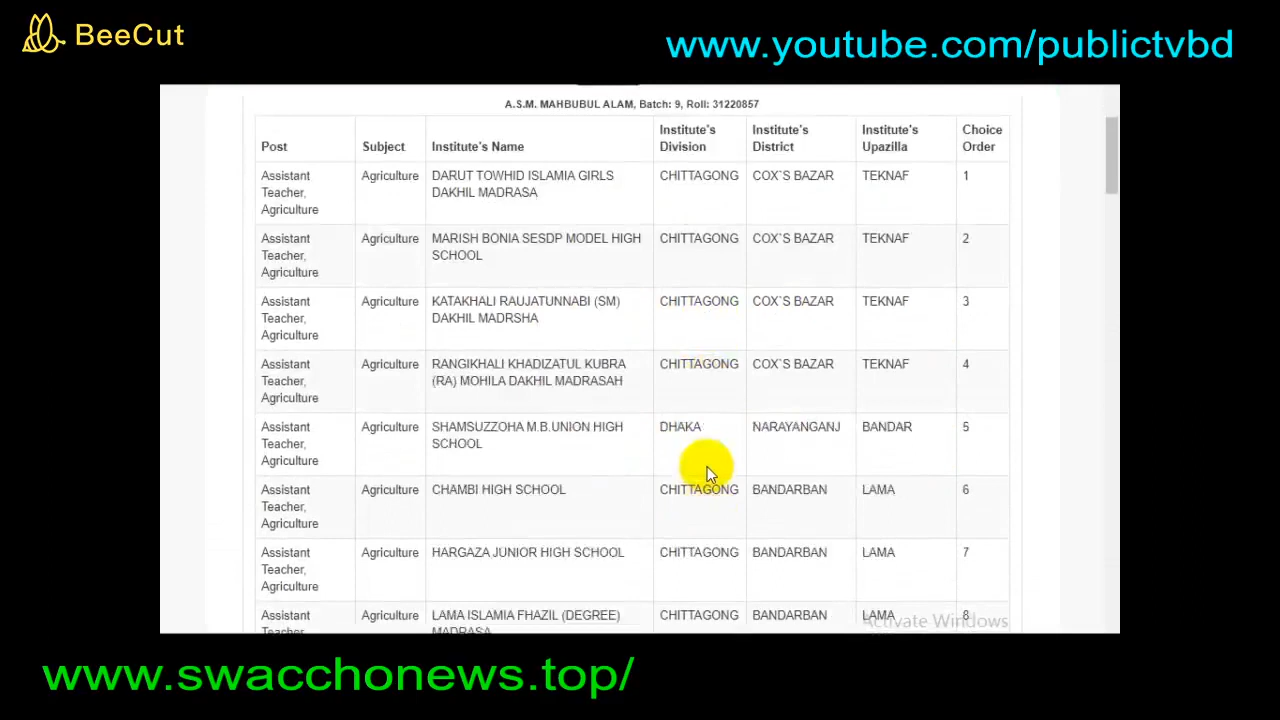 BeeCut
www.youtube.com/publictvbd
A.S.M. MAHBUBUL ALAM, Batch: 9, Roll: 31220857
Post Subject Institute's Name Institute's Division Institute's District Institute's Upazilla Choice Order
Assistant Teacher, Agriculture Agriculture DARUT TOWHID ISLAMIA GIRLS DAKHIL MADRASA CHITTAGONG COX`S BAZAR TEKNAF 1
Assistant Teacher, Agriculture Agriculture MARISH BONIA SESDP MODEL HIGH SCHOOL CHITTAGONG COX`S BAZAR TEKNAF 2
Assistant Teacher, Agriculture Agriculture KATAKHALI RAUJATUNNABI (SM) DAKHIL MADRSHA CHITTAGONG COX`S BAZAR TEKNAF 3
Assistant Teacher, Agriculture Agriculture RANGIKHALI KHADIZATUL KUBRA (RA) MOHILA DAKHIL MADRASAH CHITTAGONG COX`S BAZAR TEKNAF 4
Assistant Teacher, Agriculture Agriculture SHAMSUZZOHA M.B.UNION HIGH SCHOOL DHAKA NARAYANGANJ BANDAR 5
Assistant Teacher, Agriculture Agriculture CHAMBI HIGH SCHOOL CHITTAGONG BANDARBAN LAMA 6
Assistant Teacher, Agriculture Agriculture HARGAZA JUNIOR HIGH SCHOOL CHITTAGONG BANDARBAN LAMA 7
Assistant Teacher Agriculture LAMA ISLAMIA FHAZIL (DEGREE) MADRASA CHITTAGONG BANDARBAN LAMA 8
Activate Windows
www.swacchonews.top/